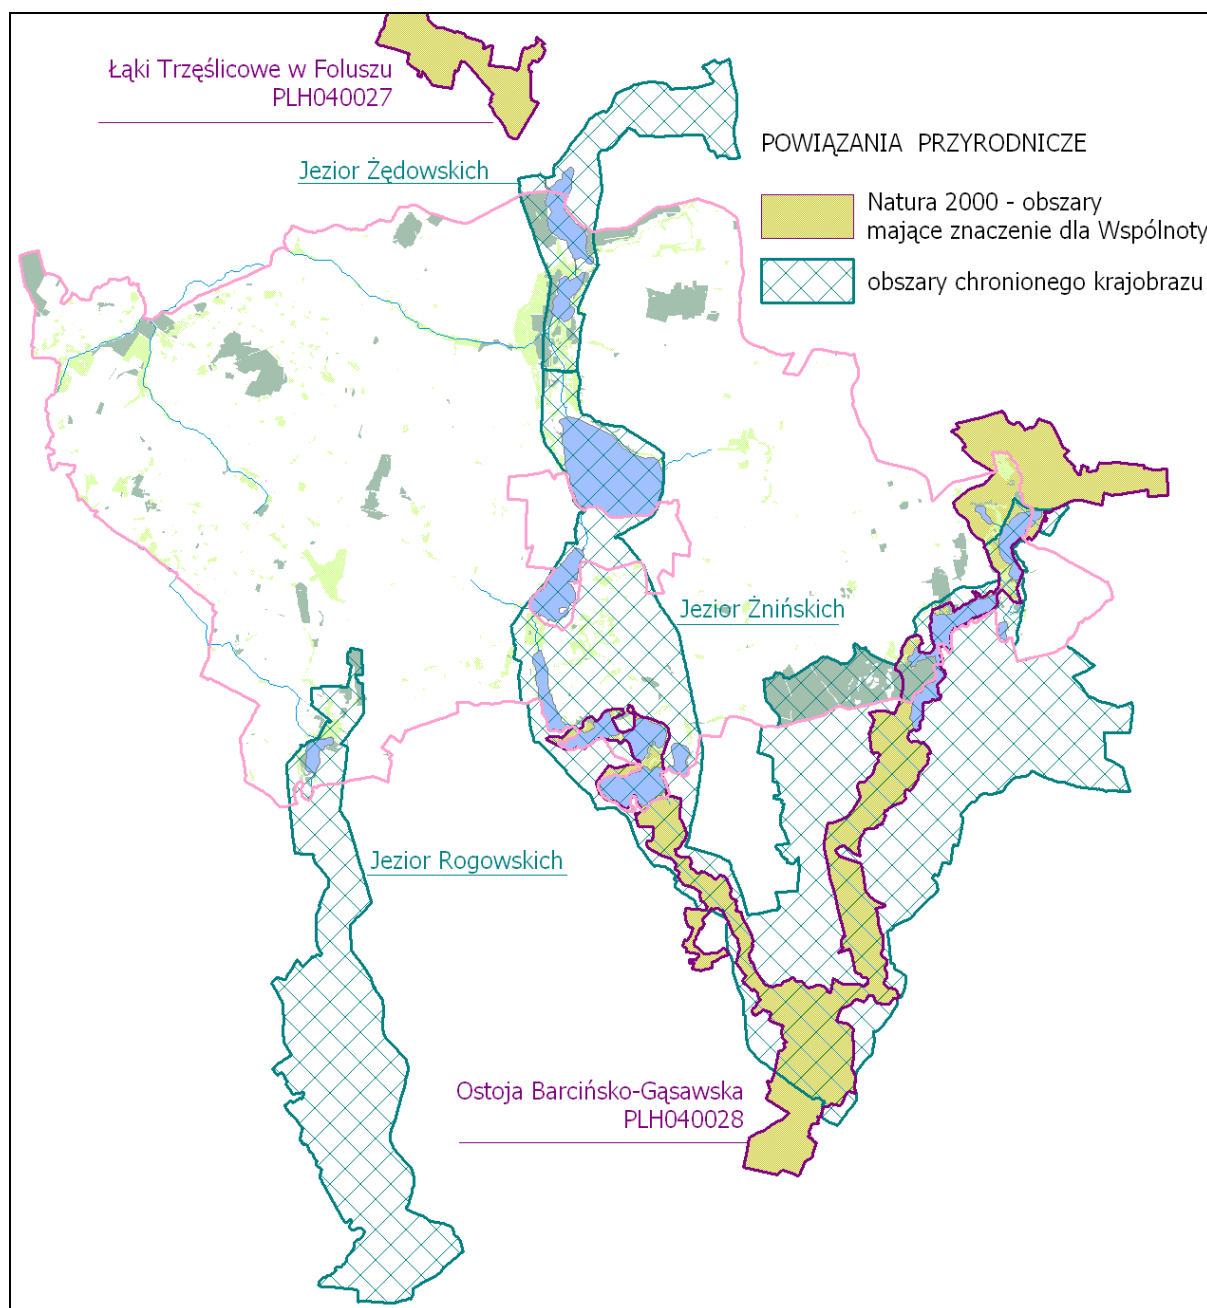 Łąki Trzęślicowe w Foluszu
PLH040027
POWIĄZANIA PRZYRODNICZE
Jezior Żędowskich
Natura 2000 - obszary
mające znaczenie dla Wspólnoty
obszary chronionego krajobrazu
Jezior Żnińskich
Jezior Rogowskich
Ostoja Barcińsko-Gąsawska
PLH040028